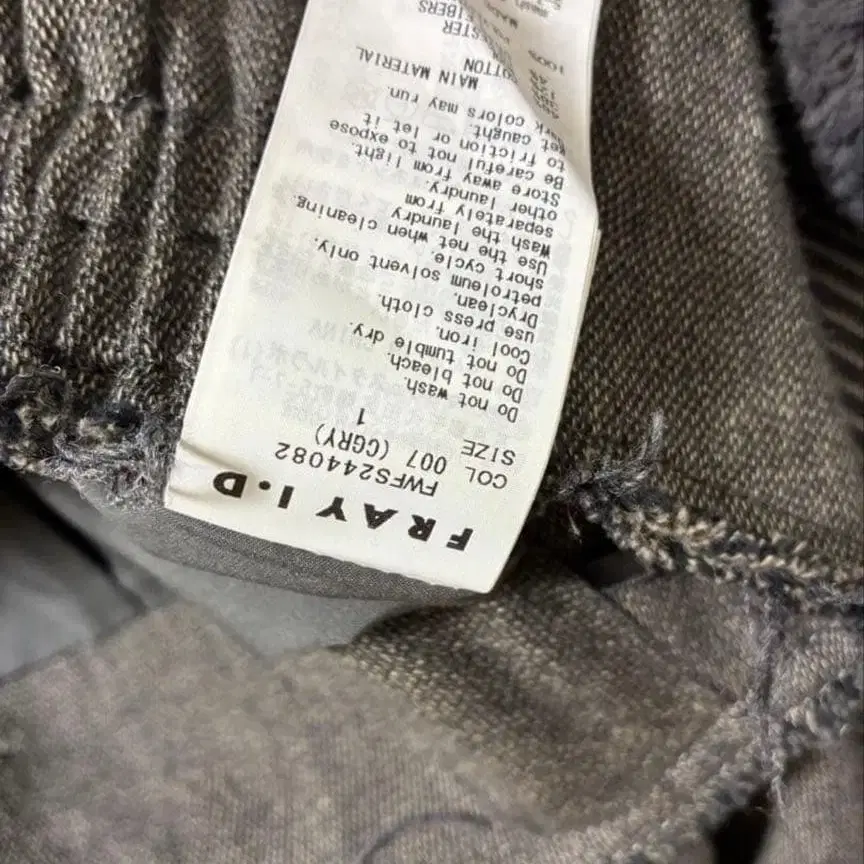 FRAY I.D
FWFS244082
COL 007 (CGRY)
SIZE 1
Do not wash.
Do not bleach.
Do not tumble dry.
Cool iron.
use press cloth.
Dryclean,
petroleum solvent only,
short cycle.
Use the net when cleaning.
Wash the laundry
separately from
other laundry.
Store away from light.
Be careful not to expose
to friction or let it
get caught.
Dark colors may run.
MAIN MATERIAL
COTTON
POLYESTER
FIBERS
100%